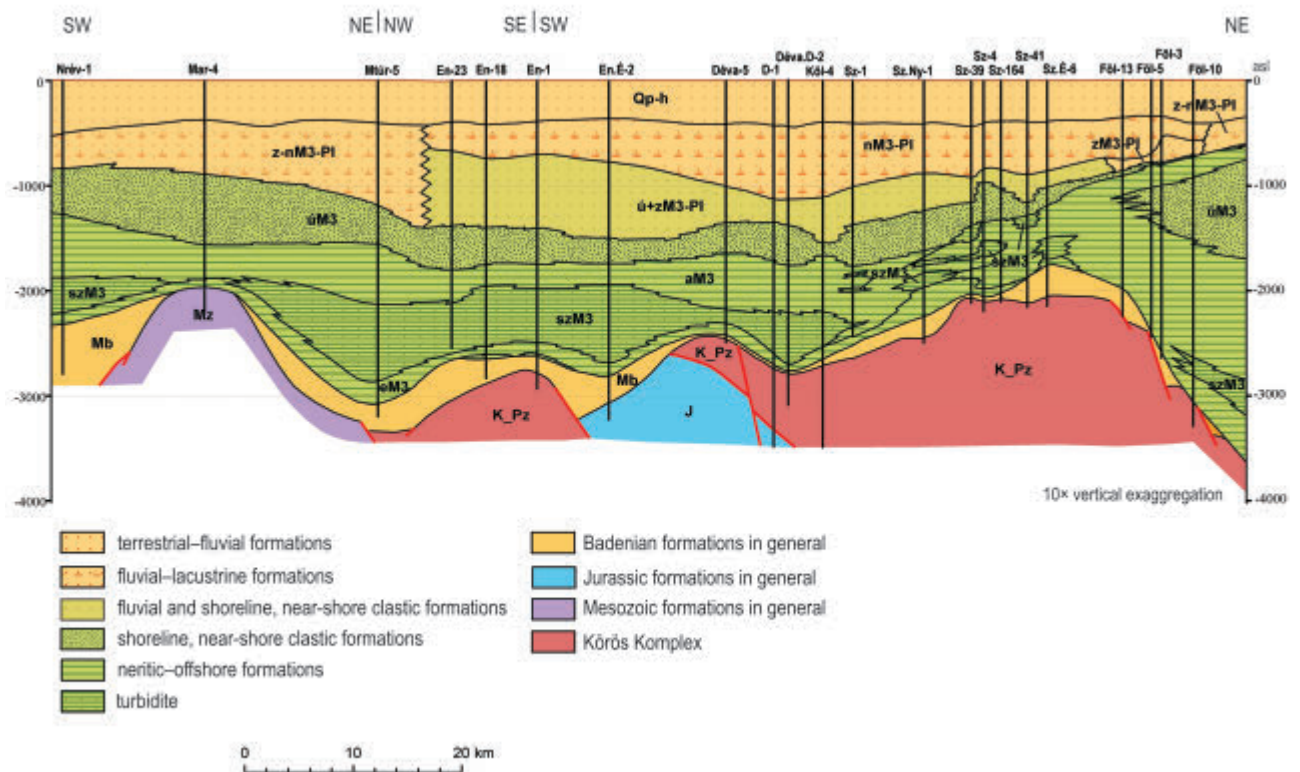 SW NE NW SE SW NE
Nrév-1 Mar-4 Mtúr-5 En-23 En-18 En-1 En.É-2 Déva-5 D-1 Déva.D-2 Köl-4 Sz-1 Sz.Ny-1 Sz-39 Sz-4 Sz-164 Sz-41 Sz.É-6 Föl-13 Föl-5 Föl-3 Föl-10 asl
0 0
Qp-h z-nM3-Pl
z-nM3-Pl nM3-Pl zM3-Pl
-1000 -1000
úM3 ú+zM3-Pl úM3
aM3 szM3 szM3
-2000 -2000
szM3 Mz szM3
Mb K_Pz
eM3 Mb K_Pz szM3
-3000 -3000
K_Pz J
-4000 -4000
10× vertical exaggregation
terrestrial–fluvial formations
fluvial–lacustrine formations
fluvial and shoreline, near-shore clastic formations
shoreline, near-shore clastic formations
neritic–offshore formations
turbidite
Badenian formations in general
Jurassic formations in general
Mesozoic formations in general
Körös Komplex
0 10 20 km